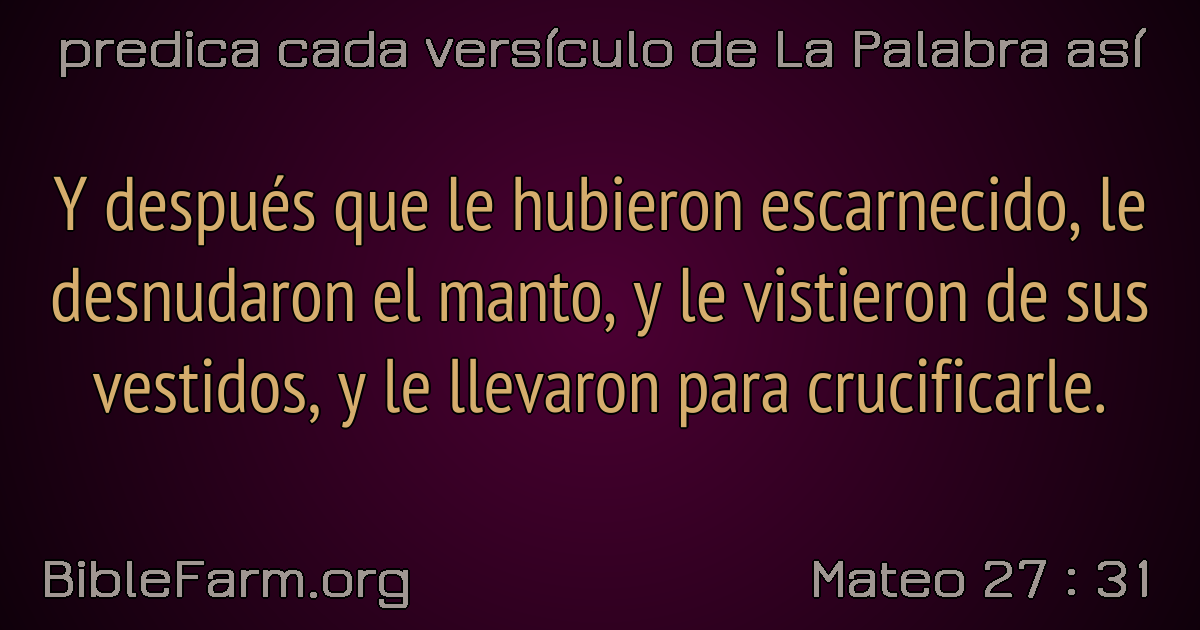 predica cada versículo de La Palabra así
Y después que le hubieron escarnecido, le
desnudaron el manto, y le vistieron de sus
vestidos, y le llevaron para crucificarle.
BibleFarm.org
Mateo 27 : 31